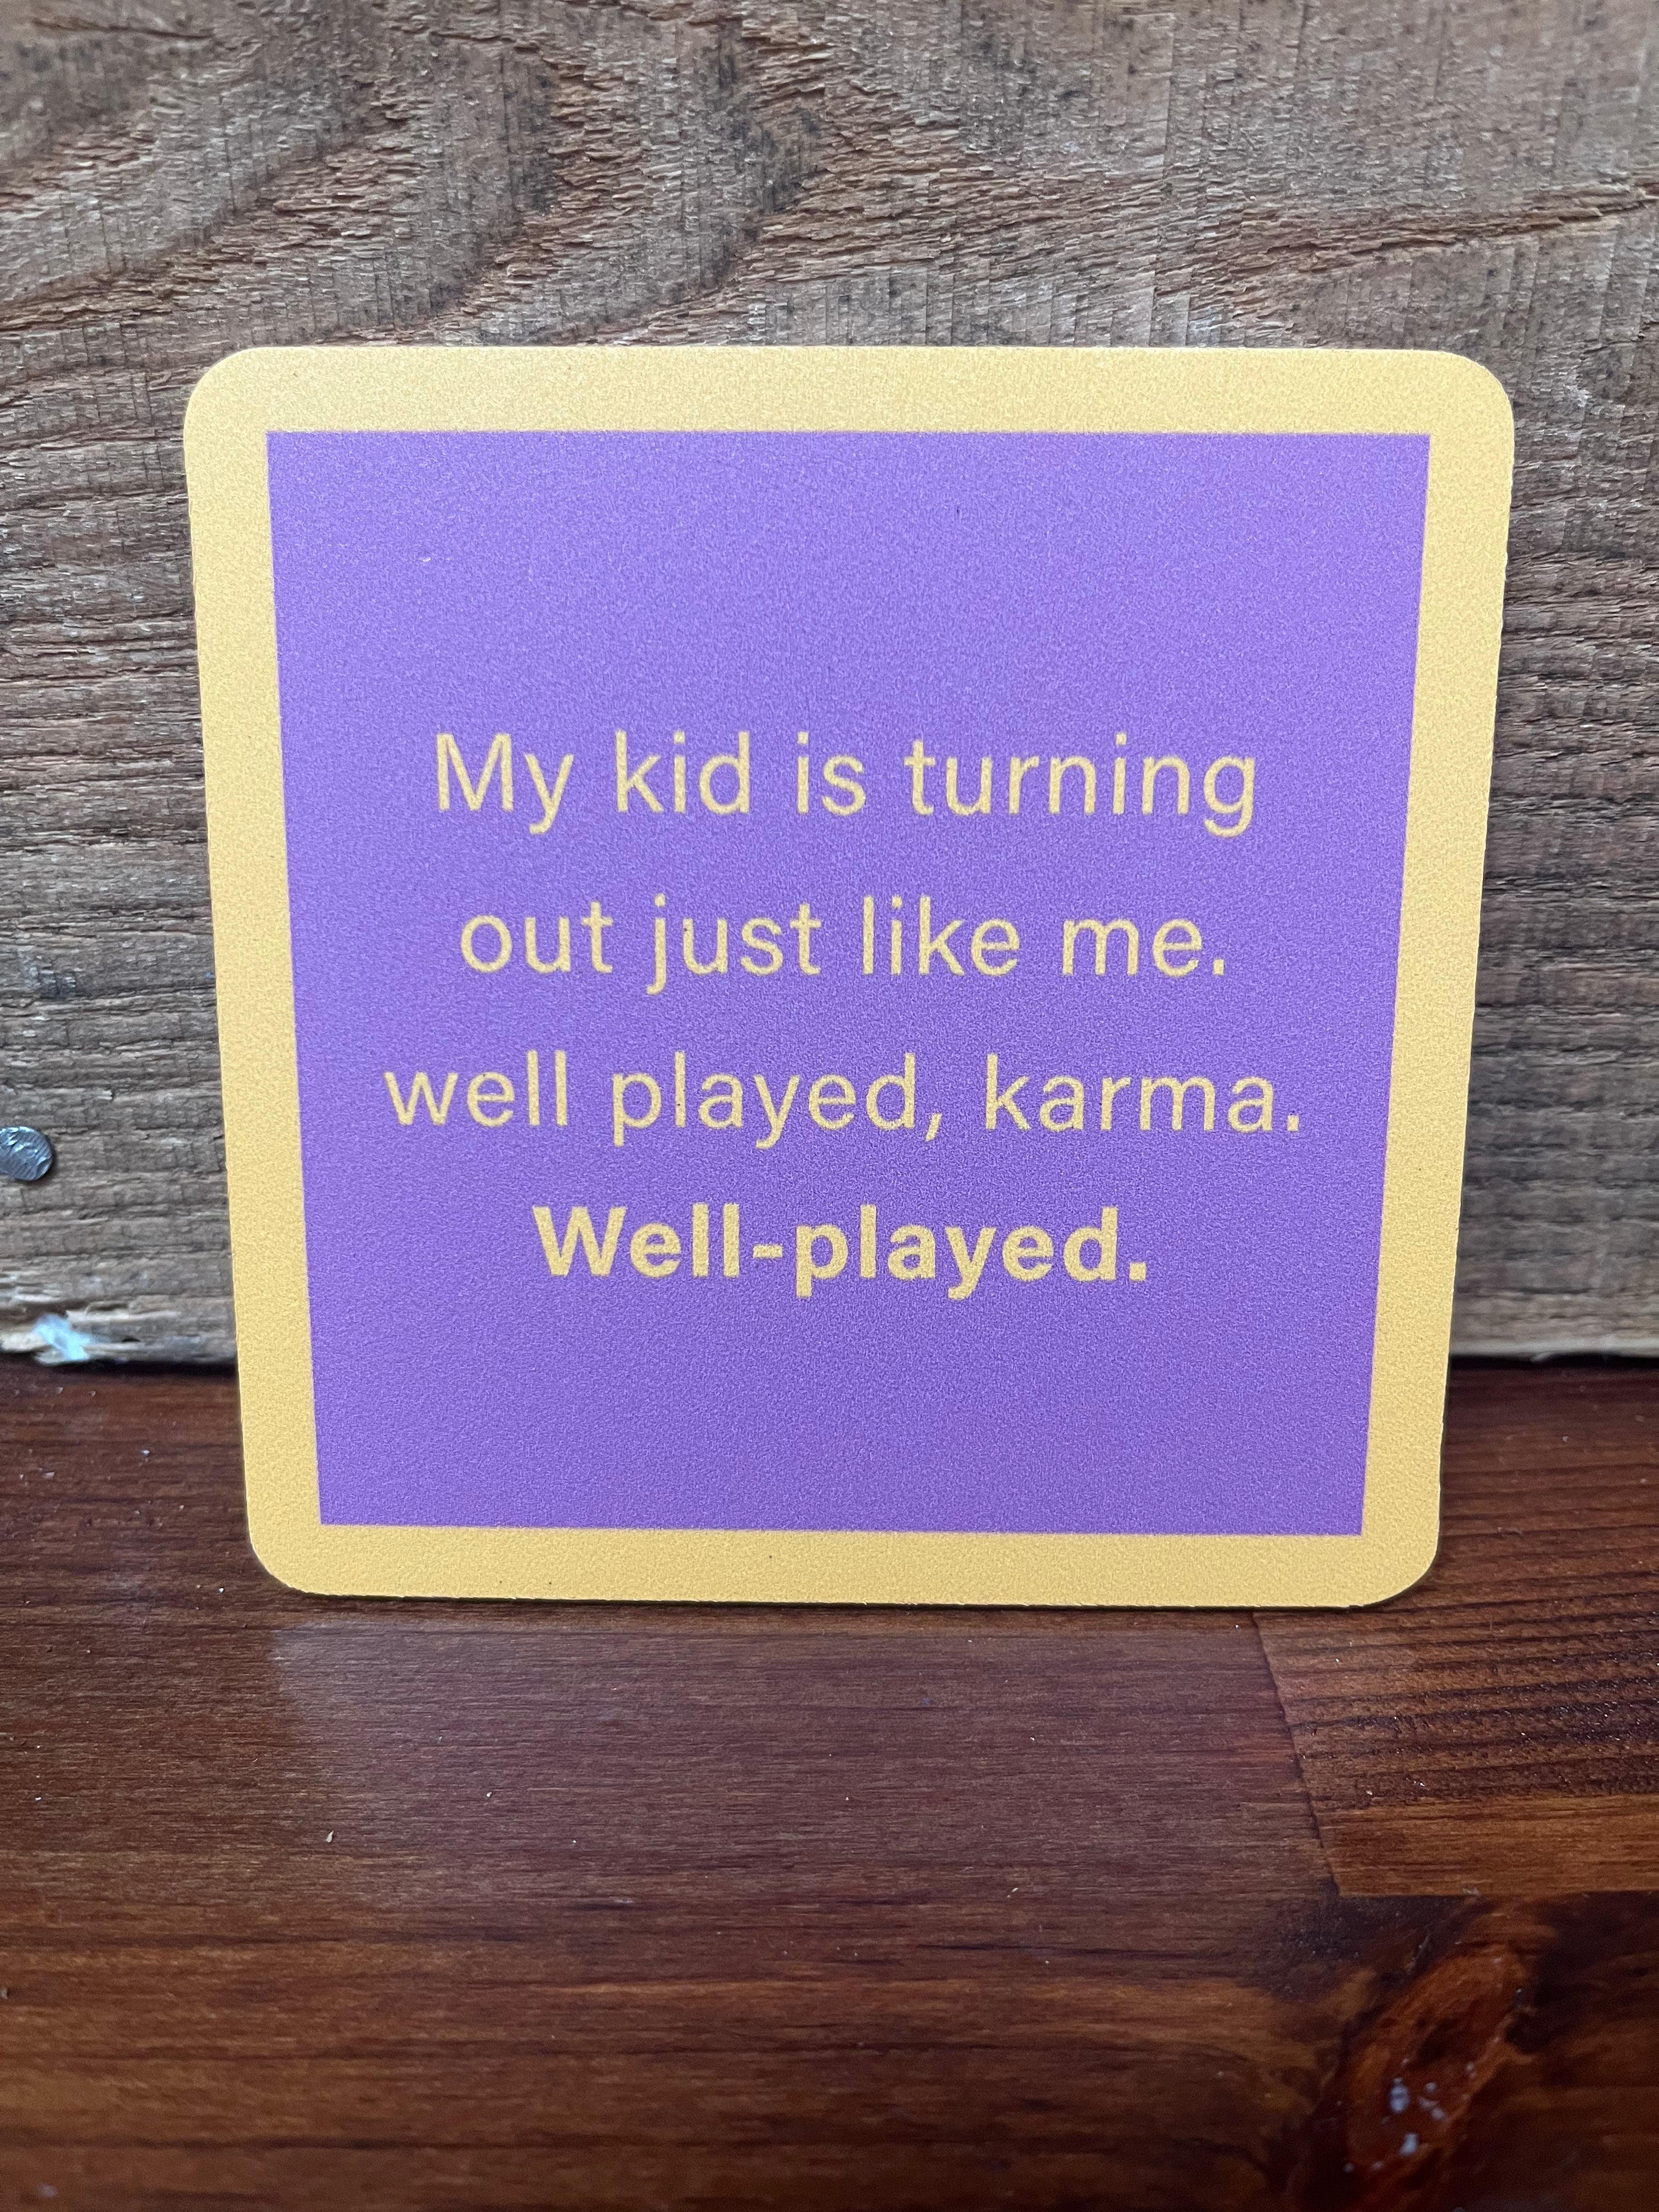 My kid is turning
out just like me.
well played, karma.
Well-played.